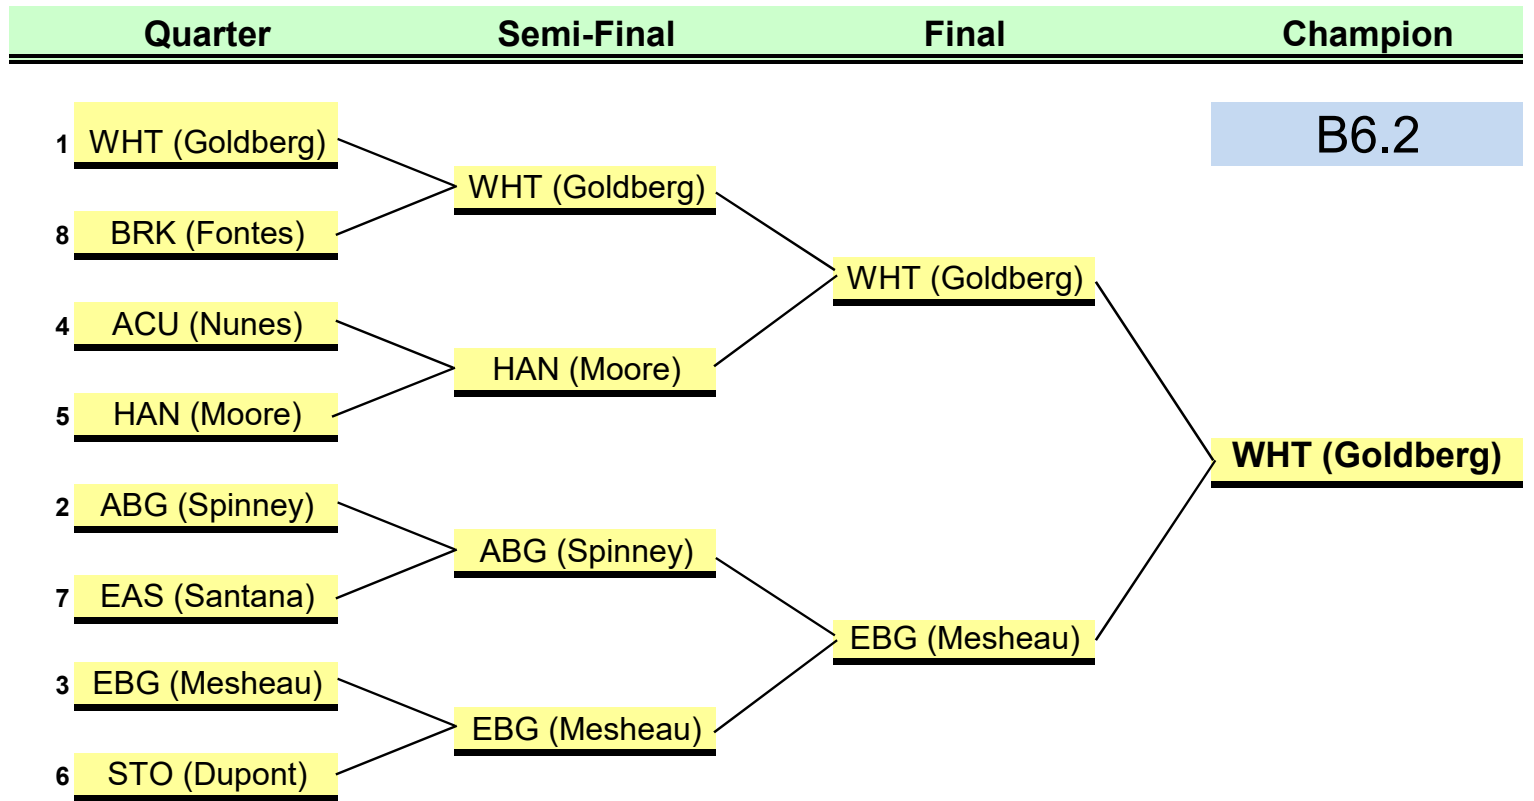 Quarter Semi-Final Final Champion
B6.2
1 WHT (Goldberg)
8 BRK (Fontes)
4 ACU (Nunes)
5 HAN (Moore)
2 ABG (Spinney)
7 EAS (Santana)
3 EBG (Mesheau)
6 STO (Dupont)
WHT (Goldberg)
HAN (Moore)
ABG (Spinney)
EBG (Mesheau)
WHT (Goldberg)
EBG (Mesheau)
WHT (Goldberg)